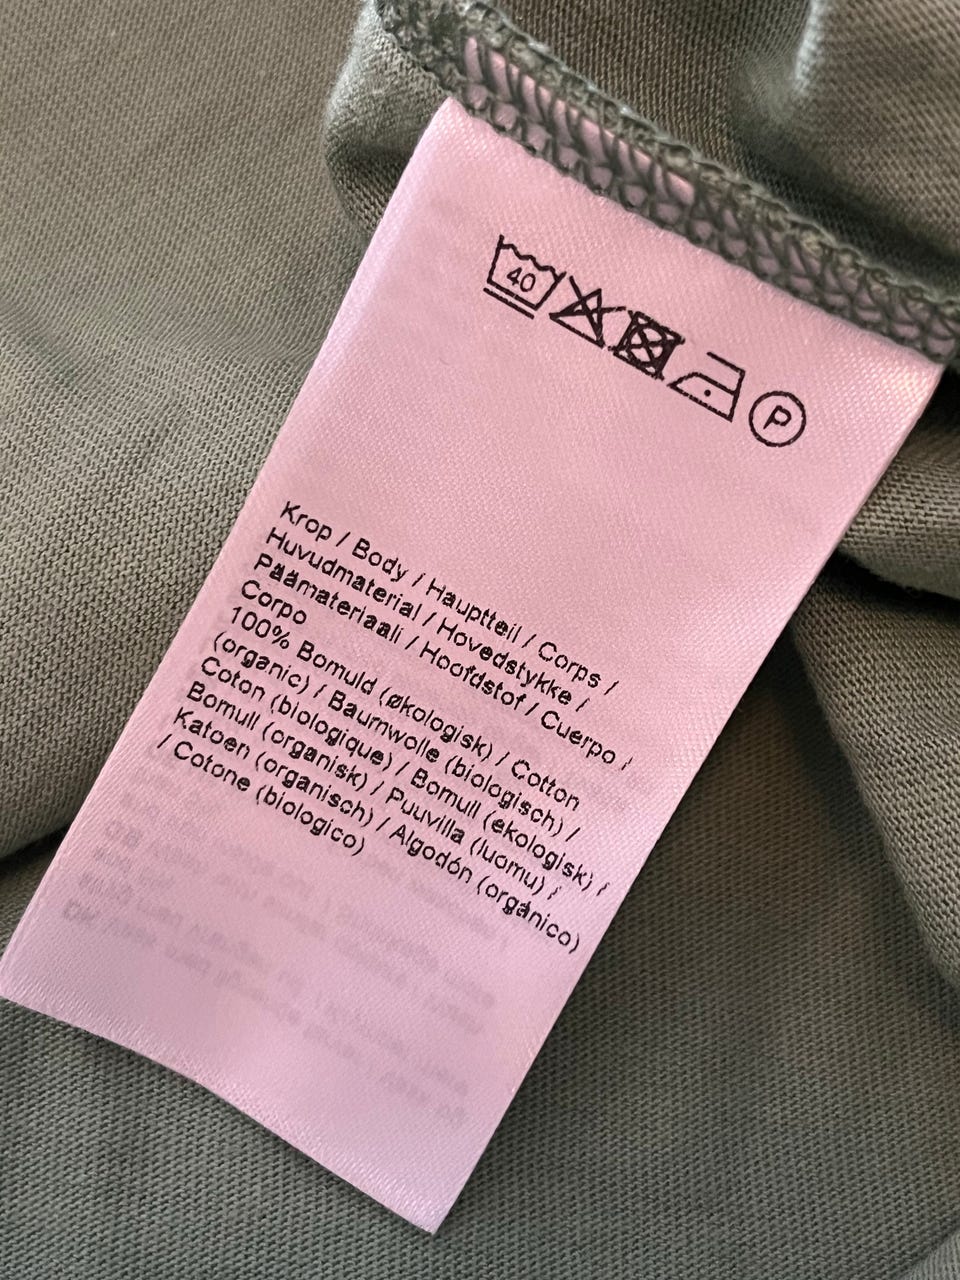 40
P
Krop / Body / Hauptteil / Corps /
Huvudmaterial / Hovedstykke /
Päämateriaali / Hoofdstof / Cuerpo /
Corpo
100% Bomuld (økologisk) / Cotton
(organic) / Baumwolle (biologisch) /
Coton (biologique) / Bomull (ekologisk) /
Bomull (organisk) / Puuvilla (luomu) /
Katoen (organisch) / Algodón (orgánico)
/ Cotone (biologico)